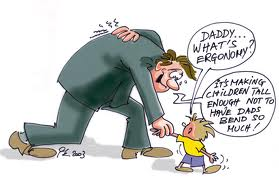 DADDY...
WHAT'S
ERGONOMY?
IT'S MAKING
CHILDREN TALL
ENOUGH NOT TO
HAVE DADS
BEND SO
MUCH!